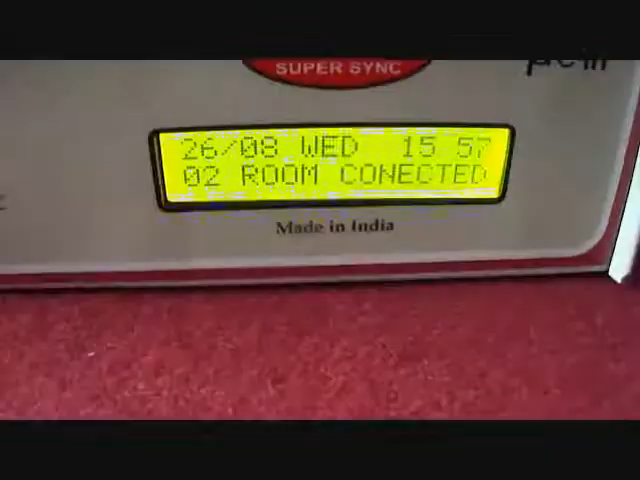 SUPER SYNC
26/08 WED 15 57
02 ROOM CONECTED
Made in India